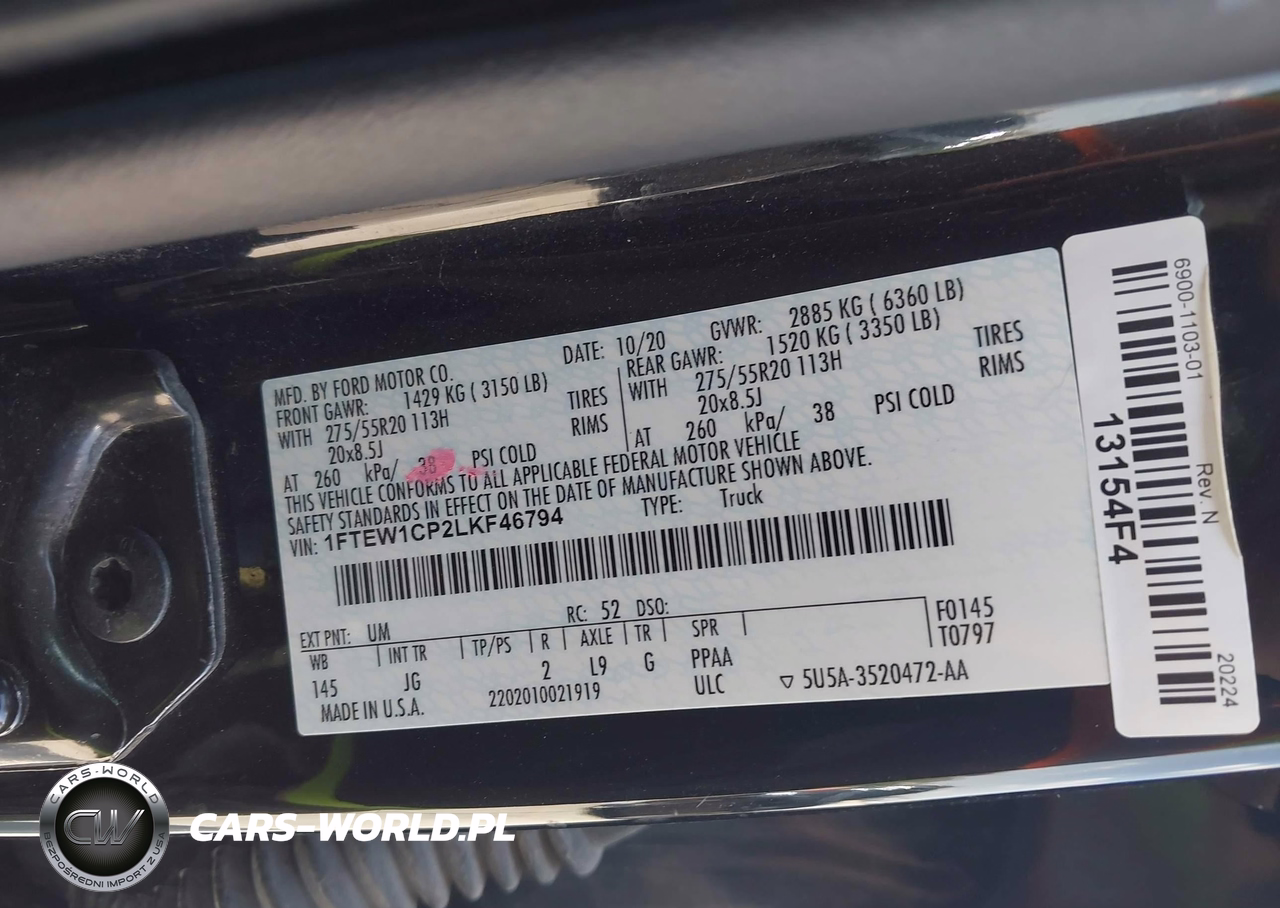 MFD. BY FORD MOTOR CO.
DATE: 10/20 GVWR: 2885 KG ( 6360 LB)
FRONT GAWR: 1429 KG ( 3150 LB)
WITH 275/55R20 113H TIRES
20x8.5J RIMS
AT 260 kPa/ 38 PSI COLD
REAR GAWR: 1520 KG ( 3350 LB)
WITH 275/55R20 113H TIRES
20x8.5J RIMS
AT 260 kPa/ 38 PSI COLD
THIS VEHICLE CONFORMS TO ALL APPLICABLE FEDERAL MOTOR VEHICLE
SAFETY STANDARDS IN EFFECT ON THE DATE OF MANUFACTURE SHOWN ABOVE.
VIN: 1FTEW1CP2LKF46794 TYPE: Truck
EXT PNT: UM RC: 52 DSO:
WB INT TR TP/PS R AXLE TR SPR F0145
145 JG 2 L9 G PPAA T0797
MADE IN U.S.A. 2202010021919 ULC ▽ 5U5A-3520472-AA
6900-1103-01 Rev. N
13154F4
20224
CARS-WORLD
CW
BEZPOŚREDNI IMPORT Z USA
CARS-WORLD.PL